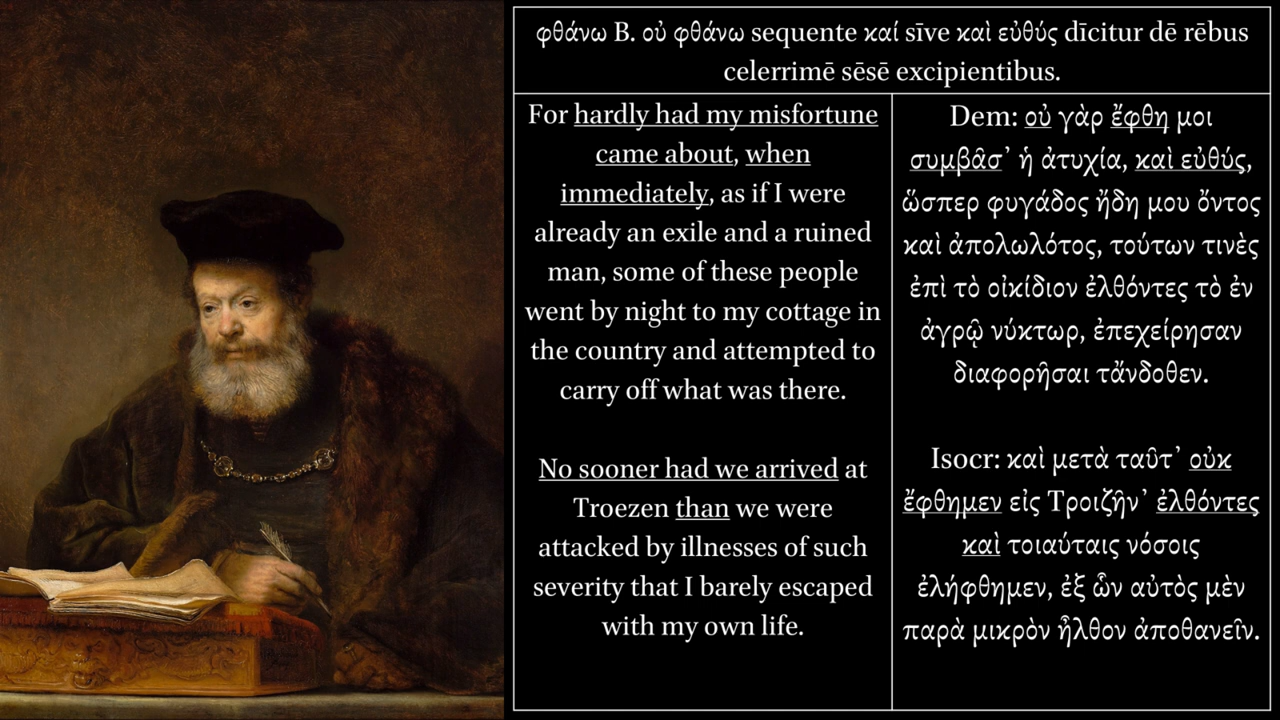 φθάνω B. οὐ φθάνω sequente καί sīve καὶ εὐθύς dīcitur dē rēbus
celerrimē sēsē excipientibus.
For hardly had my misfortune
came about, when
immediately, as if I were
already an exile and a ruined
man, some of these people
went by night to my cottage in
the country and attempted to
carry off what was there.
No sooner had we arrived at
Troezen than we were
attacked by illnesses of such
severity that I barely escaped
with my own life.
Dem: οὐ γὰρ ἔφθη μοι
συμβᾶσ᾽ ἡ ἀτυχία, καὶ εὐθύς,
ὥσπερ φυγάδος ἤδη μου ὄντος
καὶ ἀπολωλότος, τούτων τινὲς
ἐπὶ τὸ οἰκίδιον ἐλθόντες τὸ ἐν
ἀγρῷ νύκτωρ, ἐπεχείρησαν
διαφορῆσαι τἄνδοθεν.
Isocr: καὶ μετὰ ταῦτ᾽ οὐκ
ἔφθημεν εἰς Τροιζῆν᾽ ἐλθόντες
καὶ τοιαύταις νόσοις
ἐλήφθημεν, ἐξ ὧν αὐτὸς μὲν
παρὰ μικρὸν ἦλθον ἀποθανεῖν.